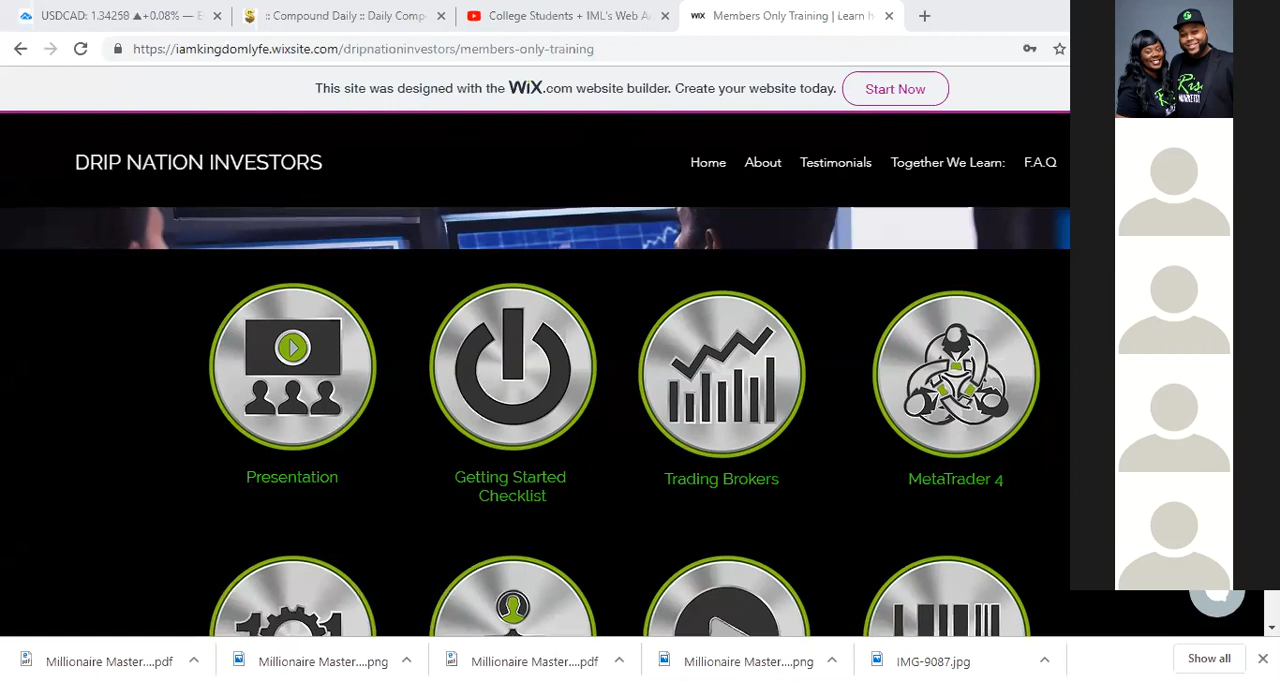 USDCAD: 1.34258 ▲+0.08% —
:: Compound Daily :: Daily Comp
College Students + IML's Web A
WIX Members Only Training | Learn h
https://iamkingdomlyfe.wixsite.com/dripnationinvestors/members-only-training
This site was designed with the WiX.com website builder. Create your website today. Start Now
DRIP NATION INVESTORS
Home About Testimonials Together We Learn: F.A.Q
Presentation
Getting Started
Checklist
Trading Brokers
MetaTrader 4
101
Millionaire Master....pdf
Millionaire Master....png
Millionaire Master....pdf
Millionaire Master....png
IMG-9087.jpg
Show all